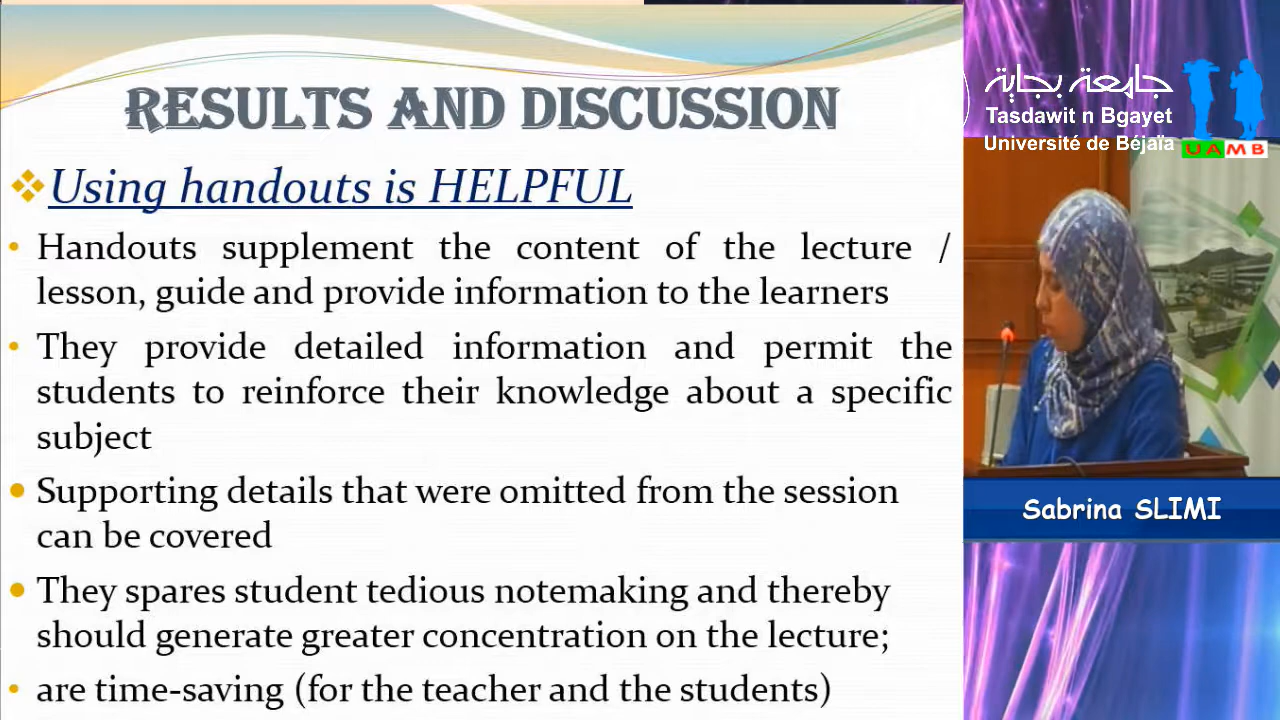 RESULTS AND DISCUSSION
Using handouts is HELPFUL
Handouts supplement the content of the lecture /
lesson, guide and provide information to the learners
They provide detailed information and permit the
students to reinforce their knowledge about a specific
subject
Supporting details that were omitted from the session
can be covered
They spares student tedious notemaking and thereby
should generate greater concentration on the lecture;
are time-saving (for the teacher and the students)
جامعة بجاية
Tasdawit n Bgayet
Université de Béjaïa
UAMB
Sabrina SLIMI